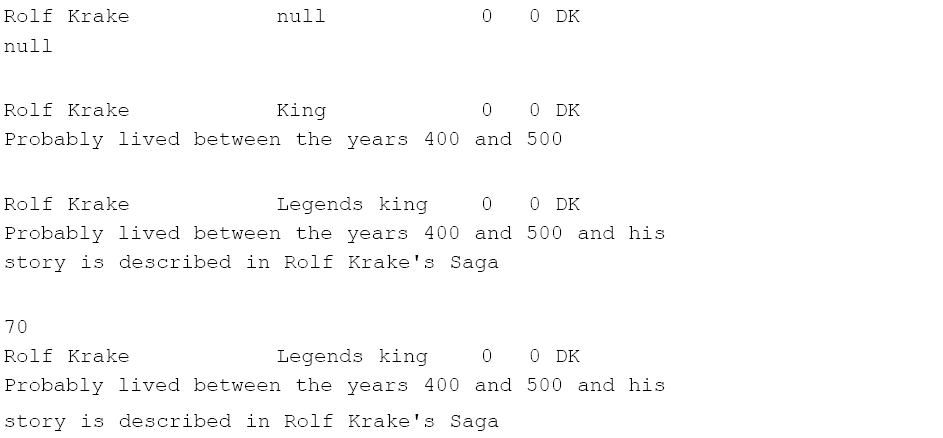 Rolf Krake            null               0   0 DK
null

Rolf Krake            King               0   0 DK
Probably lived between the years 400 and 500

Rolf Krake            Legends king       0   0 DK
Probably lived between the years 400 and 500 and his
story is described in Rolf Krake's Saga

70
Rolf Krake            Legends king       0   0 DK
Probably lived between the years 400 and 500 and his
story is described in Rolf Krake's Saga